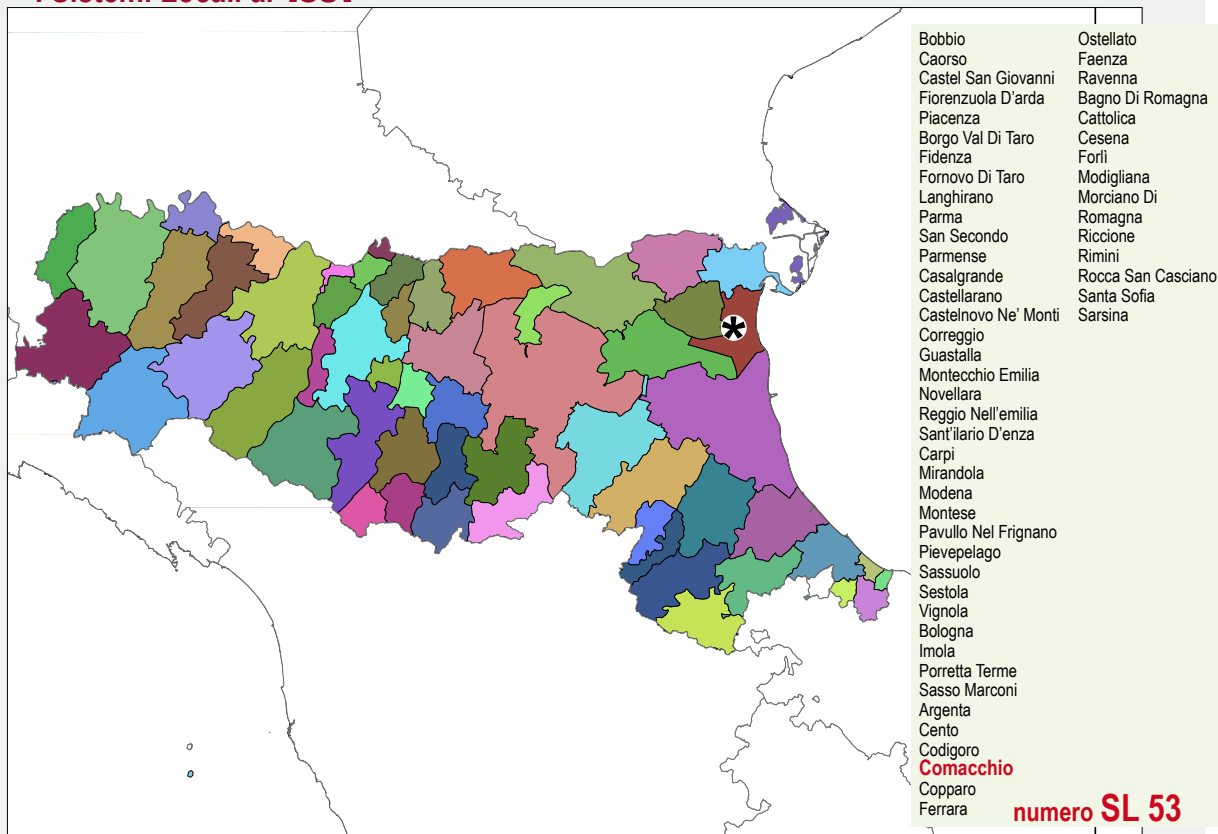 Bobbio
Caorso
Castel San Giovanni
Fiorenzuola D'arda
Piacenza
Borgo Val Di Taro
Fidenza
Fornovo Di Taro
Langhirano
Parma
San Secondo
Parmense
Casalgrande
Castellarano
Castelnovo Ne' Monti
Correggio
Guastalla
Montecchio Emilia
Novellara
Reggio Nell'emilia
Sant'ilario D'enza
Carpi
Mirandola
Modena
Montese
Pavullo Nel Frignano
Pievepelago
Sassuolo
Sestola
Vignola
Bologna
Imola
Porretta Terme
Sasso Marconi
Argenta
Cento
Codigoro
Comacchio
Copparo
Ferrara
Ostellato
Faenza
Ravenna
Bagno Di Romagna
Cattolica
Cesena
Forlì
Modigliana
Morciano Di
Romagna
Riccione
Rimini
Rocca San Casciano
Santa Sofia
Sarsina
numero SL 53